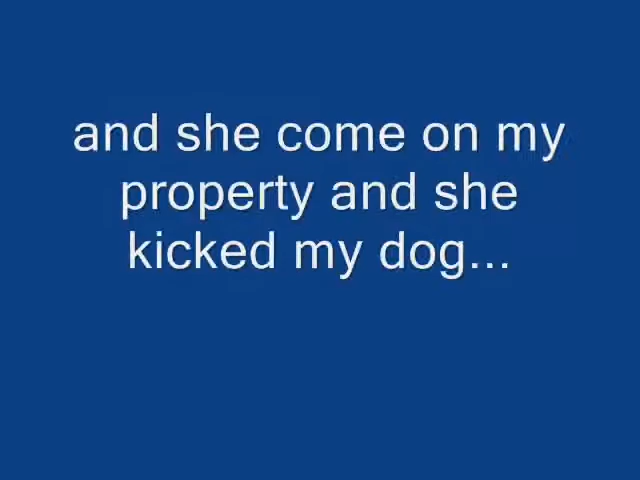 and she come on my
property and she
kicked my dog...